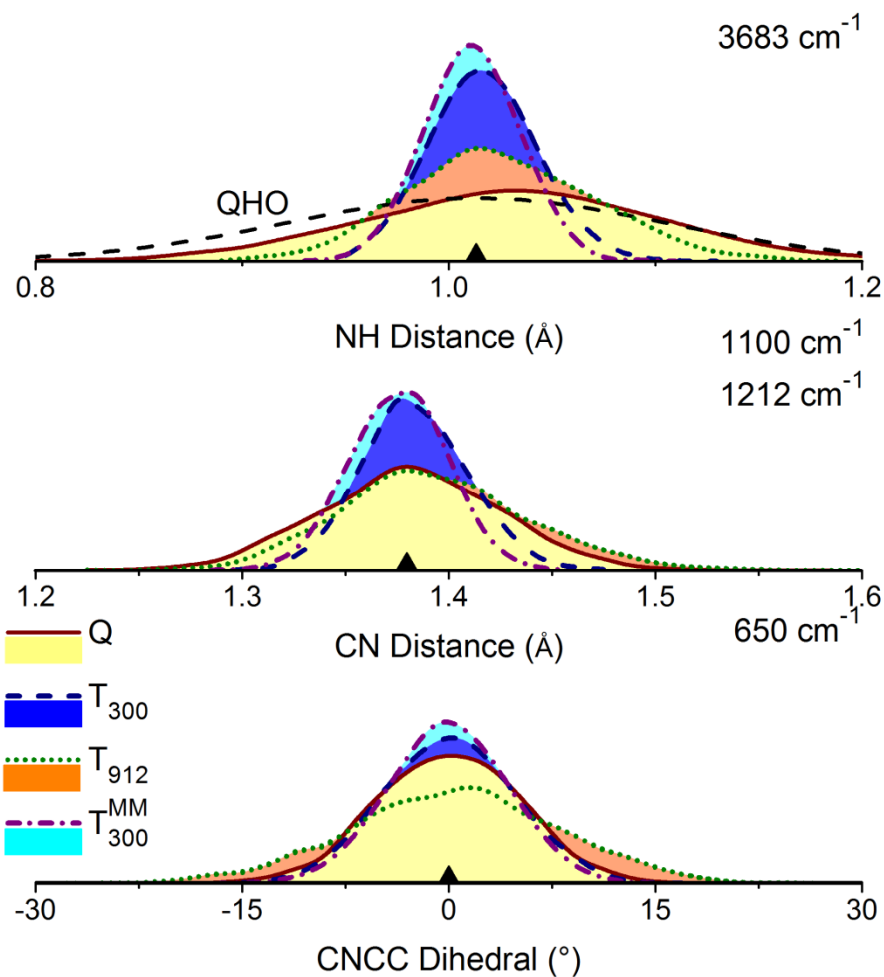 3683 cm⁻¹
QHO
0.8 1.0 1.2
NH Distance (Å)
1100 cm⁻¹
1212 cm⁻¹
1.2 1.3 1.4 1.5 1.6
CN Distance (Å)
650 cm⁻¹
Q
T₃₀₀
T₉₁₂
T₃₀₀ᴹᴹ
-30 -15 0 15 30
CNCC Dihedral (°)